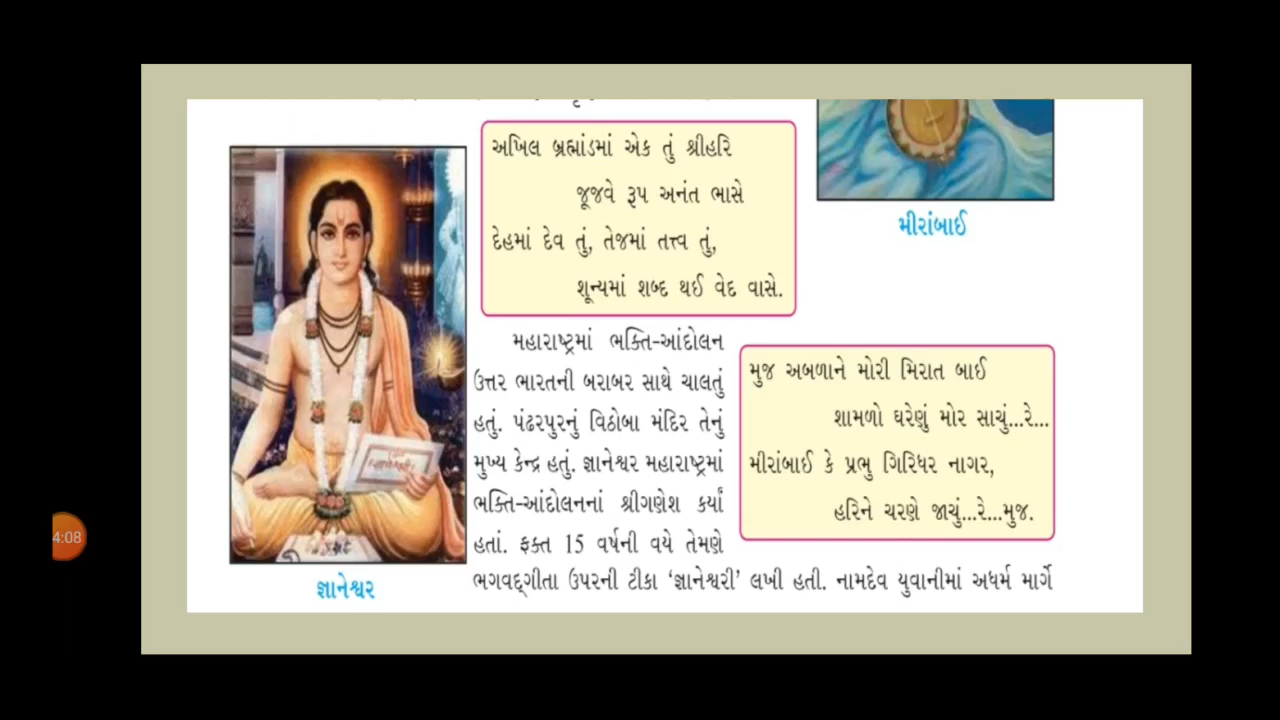 અખિલ બ્રહ્માંડમાં એક તું શ્રીહરિ
જૂજવે રૂપ અનંત ભાસે
દેહમાં દેવ તું, તેજમાં તત્ત્વ તું,
શૂન્યમાં શબ્દ થઈ વેદ વાસે.
મીરાંબાઈ
મહારાષ્ટ્રમાં ભક્તિ-આંદોલન
ઉત્તર ભારતની બરાબર સાથે ચાલતું
હતું. પંઢરપુરનું વિઠોબા મંદિર તેનું
મુખ્ય કેન્દ્ર હતું. જ્ઞાનેશ્વર મહારાષ્ટ્રમાં
ભક્તિ-આંદોલનનાં શ્રીગણેશ કર્યાં
હતાં. ફક્ત 15 વર્ષની વયે તેમણે
ભગવદ્ગીતા ઉપરની ટીકા ‘જ્ઞાનેશ્વરી’ લખી હતી. નામદેવ યુવાનીમાં અધર્મ માર્ગે
મુજ અબળાને મોરી મિરાત બાઈ
શામળો ઘરેણું મોર સાચું...રે...
મીરાંબાઈ કે પ્રભુ ગિરિધર નાગર,
હરિને ચરણે જાચું...રે...મુજ.
જ્ઞાનેશ્વર
4:08